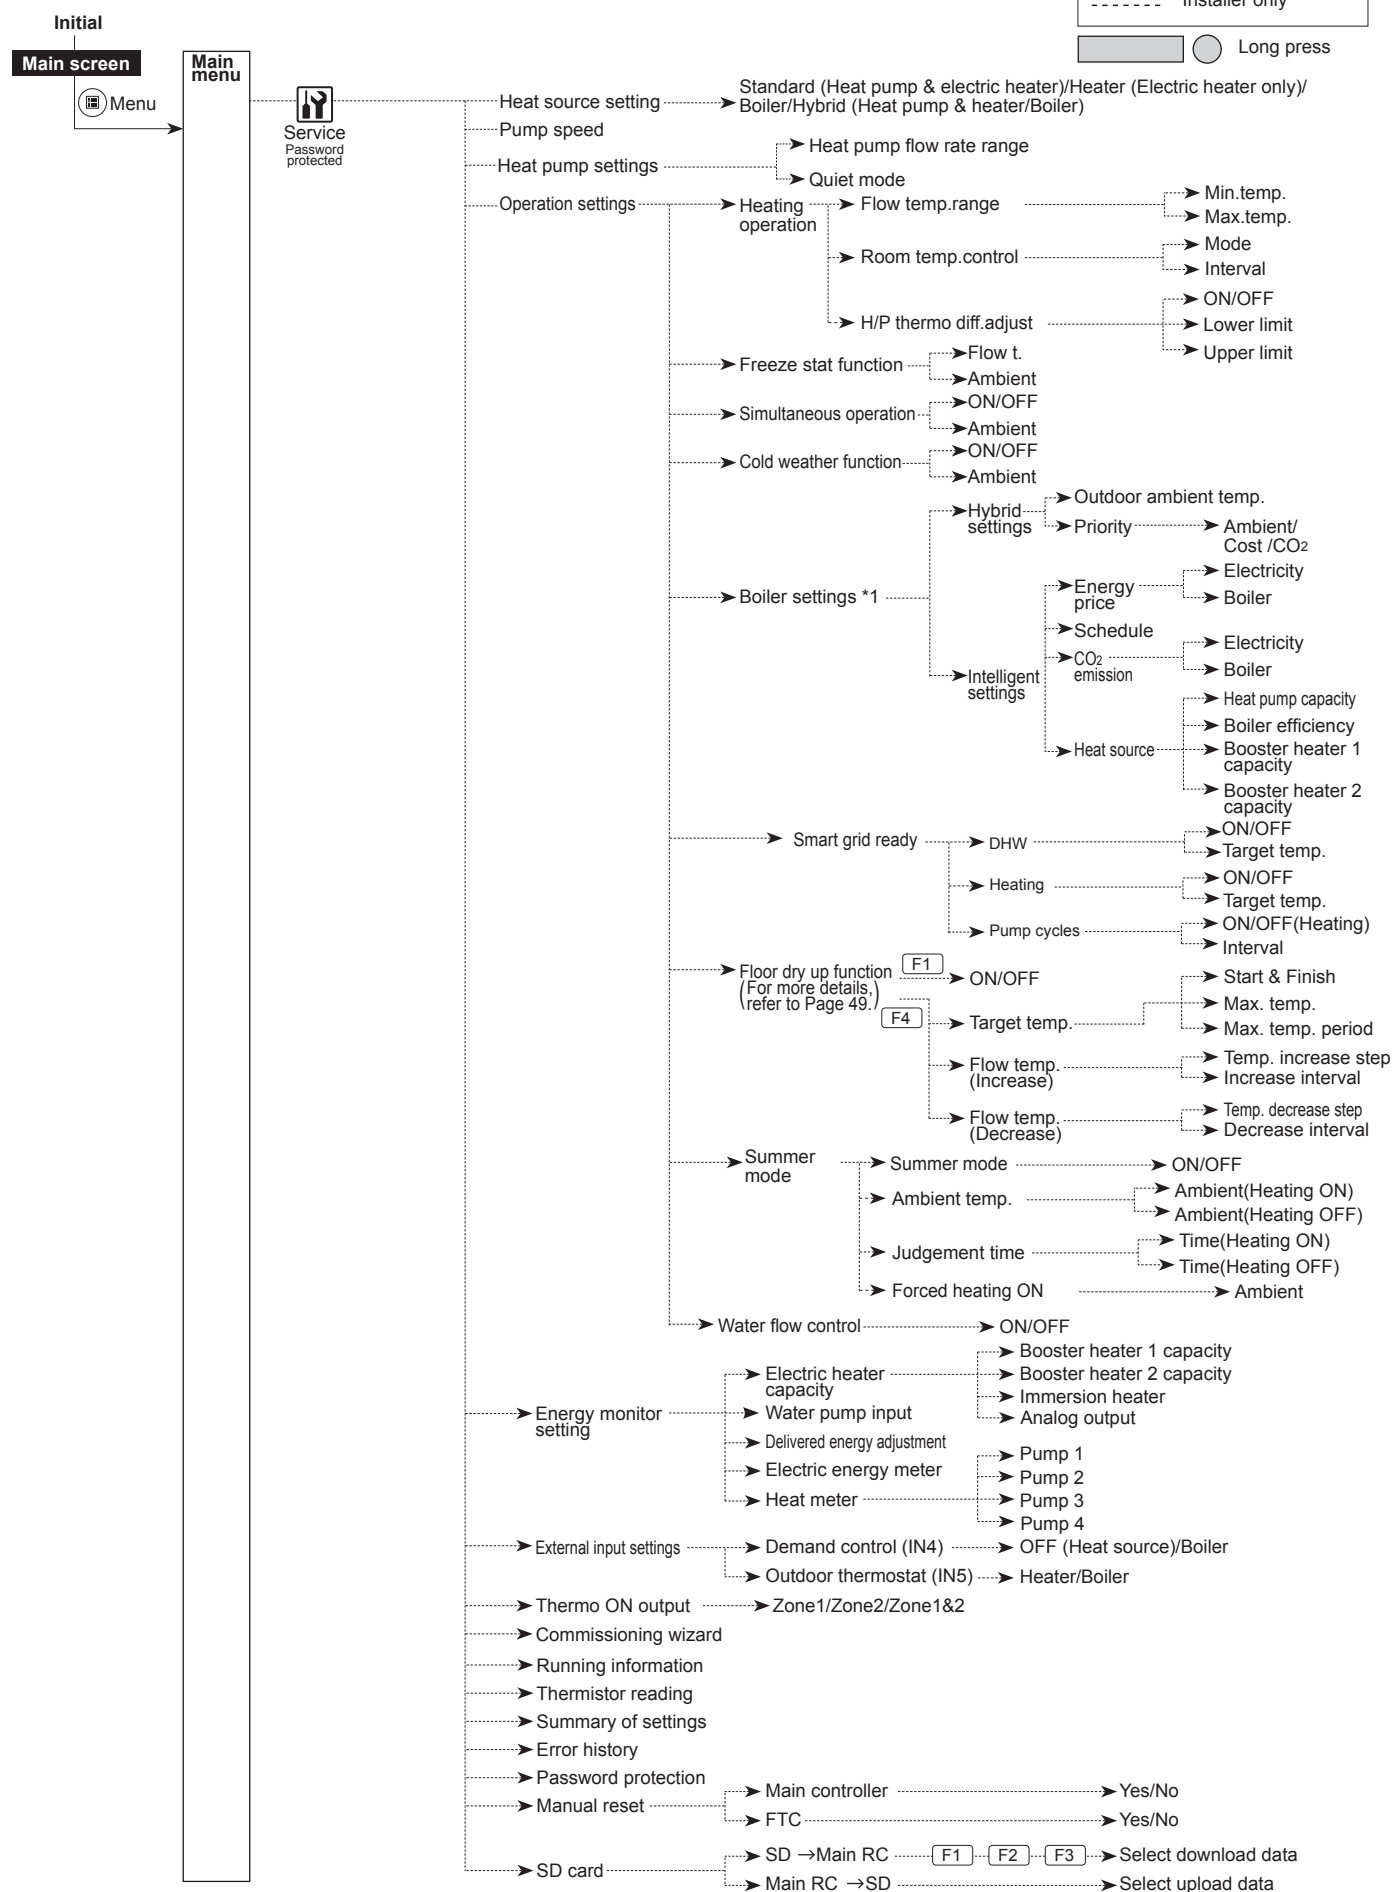 Installer only
Initial
Long press
Main screen
Main
menu
Menu
Service
Password
protected
Heat source setting
Standard (Heat pump & electric heater)/Heater (Electric heater only)/
Boiler/Hybrid (Heat pump & heater/Boiler)
Pump speed
Heat pump settings
Heat pump flow rate range
Quiet mode
Operation settings
Heating
operation
Flow temp.range
Min.temp.
Max.temp.
Room temp.control
Mode
Interval
H/P thermo diff.adjust
ON/OFF
Lower limit
Upper limit
Freeze stat function
Flow t.
Ambient
Simultaneous operation
ON/OFF
Ambient
Cold weather function
ON/OFF
Ambient
Boiler settings *1
Hybrid
settings
Outdoor ambient temp.
Priority
Ambient/
Cost /CO2
Intelligent
settings
Energy
price
Electricity
Boiler
Schedule
CO2
emission
Electricity
Boiler
Heat source
Heat pump capacity
Boiler efficiency
Booster heater 1
capacity
Booster heater 2
capacity
Smart grid ready
DHW
ON/OFF
Target temp.
Heating
ON/OFF
Target temp.
Pump cycles
ON/OFF(Heating)
Interval
Floor dry up function
(For more details,
refer to Page 49.)
F1
ON/OFF
F4
Target temp.
Start & Finish
Max. temp.
Max. temp. period
Flow temp.
(Increase)
Temp. increase step
Increase interval
Flow temp.
(Decrease)
Temp. decrease step
Decrease interval
Summer
mode
Summer mode
ON/OFF
Ambient temp.
Ambient(Heating ON)
Ambient(Heating OFF)
Judgement time
Time(Heating ON)
Time(Heating OFF)
Forced heating ON
Ambient
Water flow control
ON/OFF
Energy monitor
setting
Electric heater
capacity
Booster heater 1 capacity
Booster heater 2 capacity
Immersion heater
Analog output
Water pump input
Delivered energy adjustment
Electric energy meter
Heat meter
Pump 1
Pump 2
Pump 3
Pump 4
External input settings
Demand control (IN4)
OFF (Heat source)/Boiler
Outdoor thermostat (IN5)
Heater/Boiler
Thermo ON output
Zone1/Zone2/Zone1&2
Commissioning wizard
Running information
Thermistor reading
Summary of settings
Error history
Password protection
Manual reset
Main controller
Yes/No
FTC
Yes/No
SD card
SD →Main RC
F1
F2
F3
Select download data
Main RC →SD
Select upload data